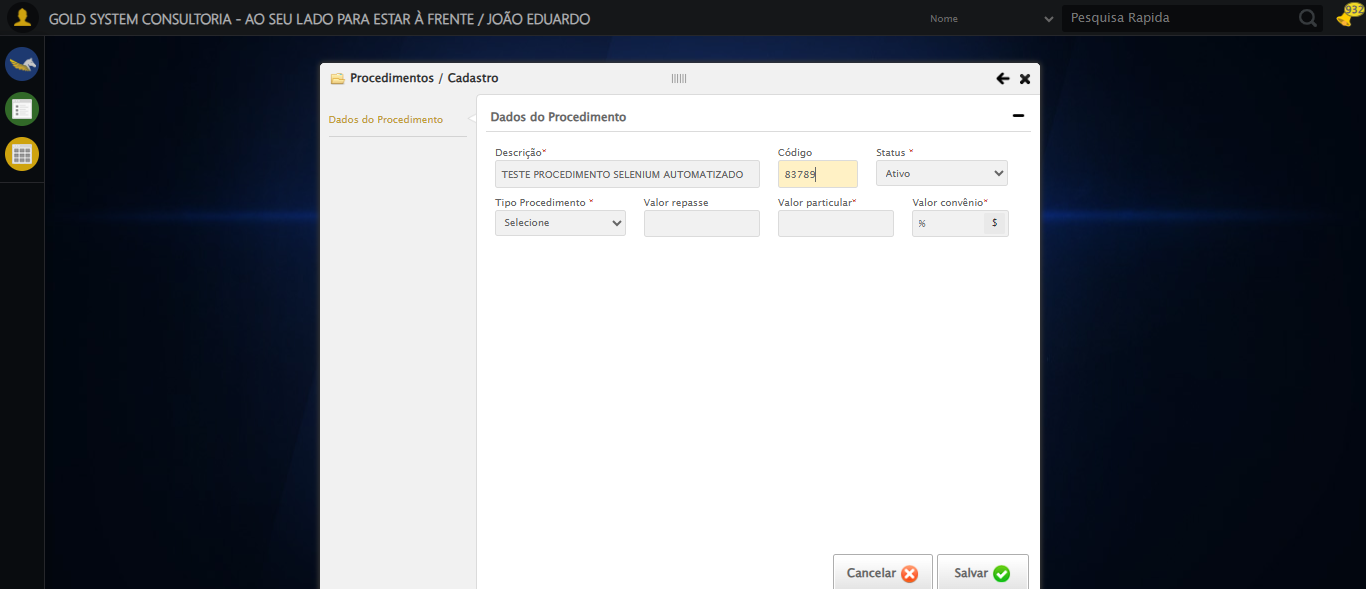 GOLD SYSTEM CONSULTORIA - AO SEU LADO PARA ESTAR À FRENTE / JOÃO EDUARDO
Nome
Pesquisa Rapida
932
Procedimentos / Cadastro
Dados do Procedimento
Dados do Procedimento
Descrição*
Código
Status *
TESTE PROCEDIMENTO SELENIUM AUTOMATIZADO
83789
Ativo
Tipo Procedimento *
Valor repasse
Valor particular*
Valor convênio*
Selecione
%
$
Cancelar
Salvar